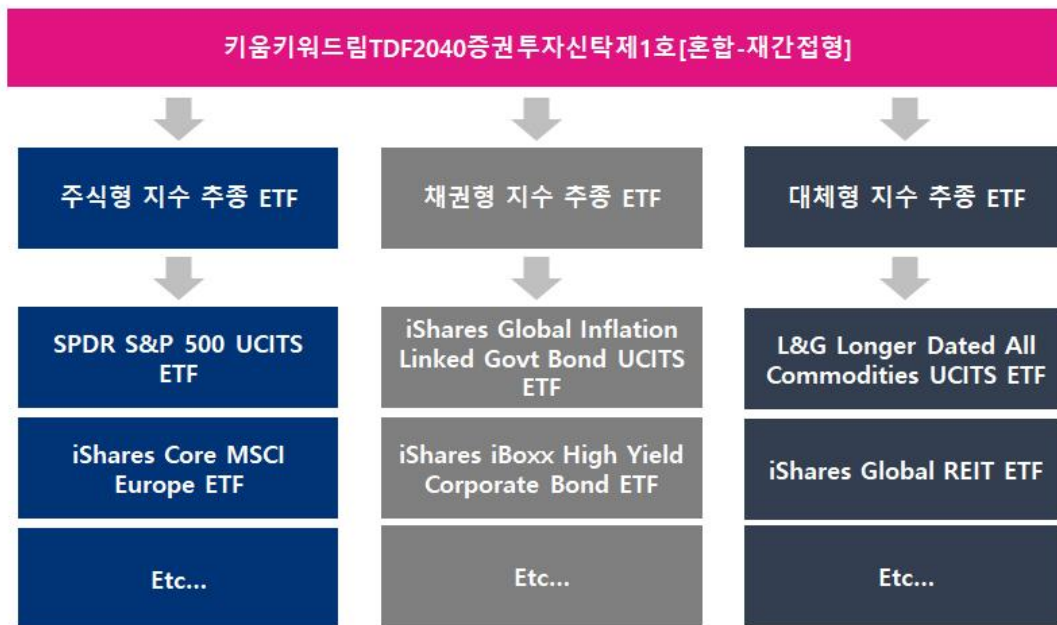 키움키워드림TDF2040증권투자신탁제1호[혼합-재간접형]
주식형 지수 추종 ETF
채권형 지수 추종 ETF
대체형 지수 추종 ETF
SPDR S&P 500 UCITS
ETF
iShares Global Inflation
Linked Govt Bond UCITS
ETF
L&G Longer Dated All
Commodities UCITS ETF
iShares Core MSCI
Europe ETF
iShares iBoxx High Yield
Corporate Bond ETF
iShares Global REIT ETF
Etc...
Etc...
Etc...